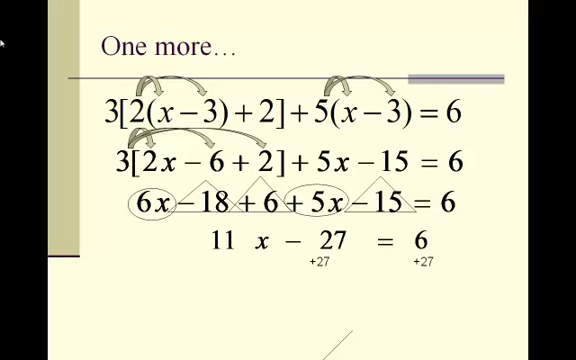 One more...
3[2(x − 3) + 2] + 5(x − 3) = 6
3[2x − 6 + 2] + 5x − 15 = 6
6x − 18 + 6 + 5x − 15 = 6
11 x − 27 = 6
+27 +27